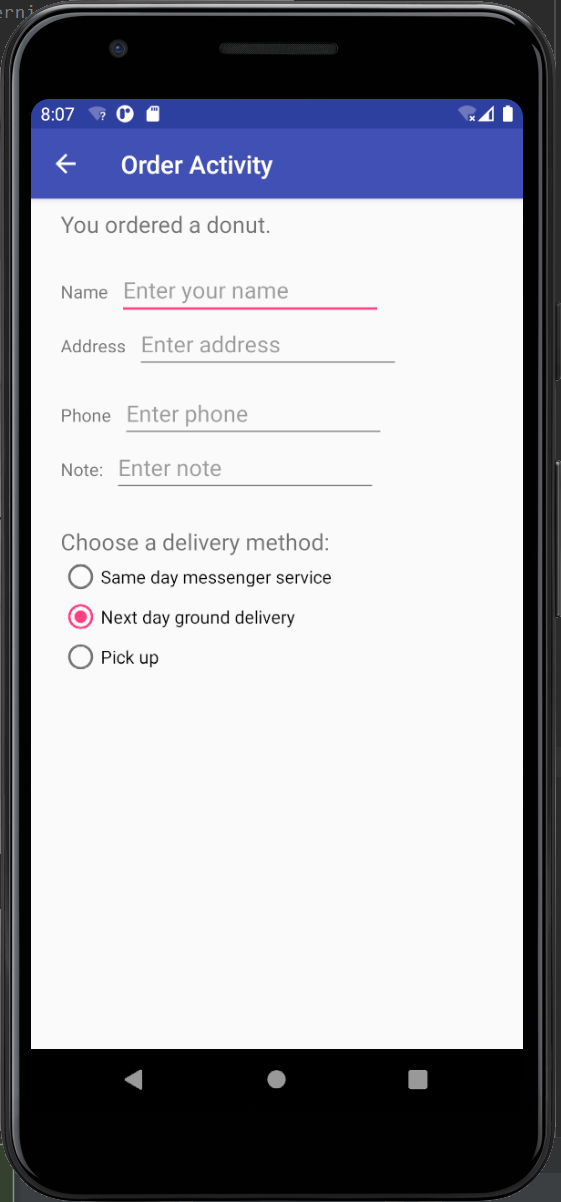 8:07
Order Activity
You ordered a donut.
Name Enter your name
Address Enter address
Phone Enter phone
Note: Enter note
Choose a delivery method:
Same day messenger service
Next day ground delivery
Pick up